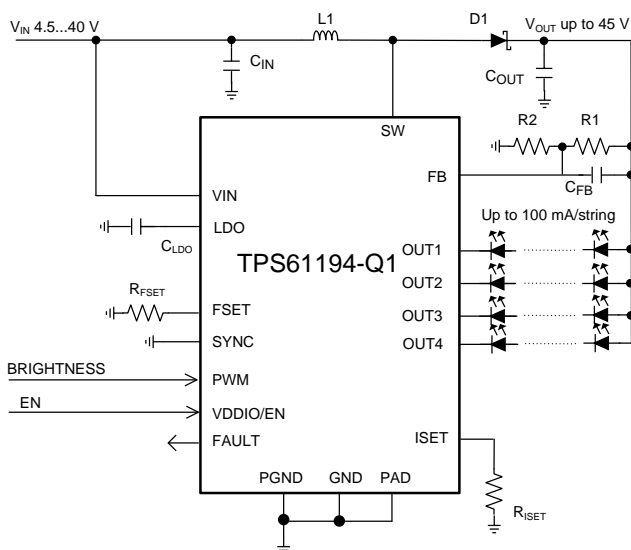 V_IN 4.5...40 V
L1
D1
V_OUT up to 45 V
C_IN
C_OUT
SW
R2
R1
FB
C_FB
VIN
Up to 100 mA/string
LDO
C_LDO
TPS61194-Q1
OUT1
OUT2
R_FSET
FSET
OUT3
SYNC
OUT4
BRIGHTNESS
PWM
EN
VDDIO/EN
FAULT
ISET
PGND
GND
PAD
R_ISET